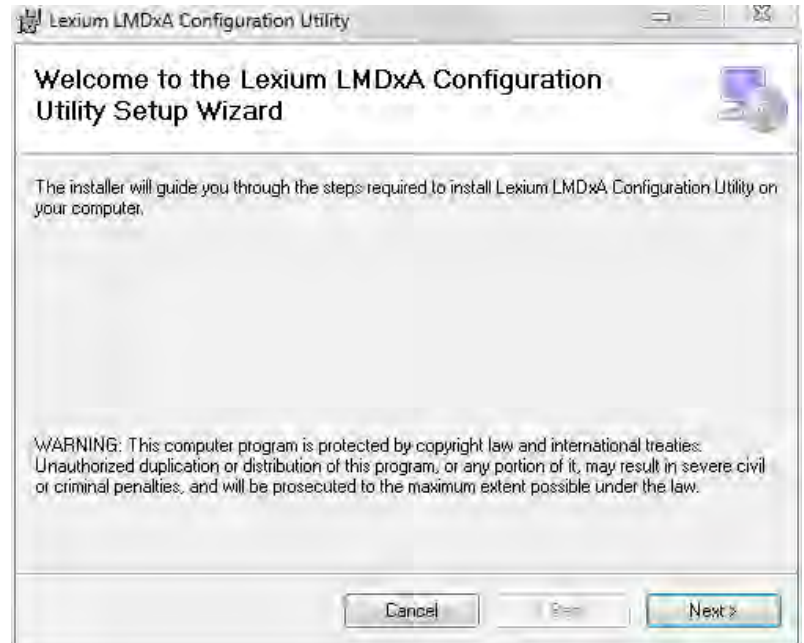 Lexium LMDxA Configuration Utility
Welcome to the Lexium LMDxA Configuration
Utility Setup Wizard
The installer will guide you through the steps required to install Lexium LMDxA Configuration Utility on
your computer.
WARNING: This computer program is protected by copyright law and international treaties.
Unauthorized duplication or distribution of this program, or any portion of it, may result in severe civil
or criminal penalties, and will be prosecuted to the maximum extent possible under the law.
Cancel
Next >